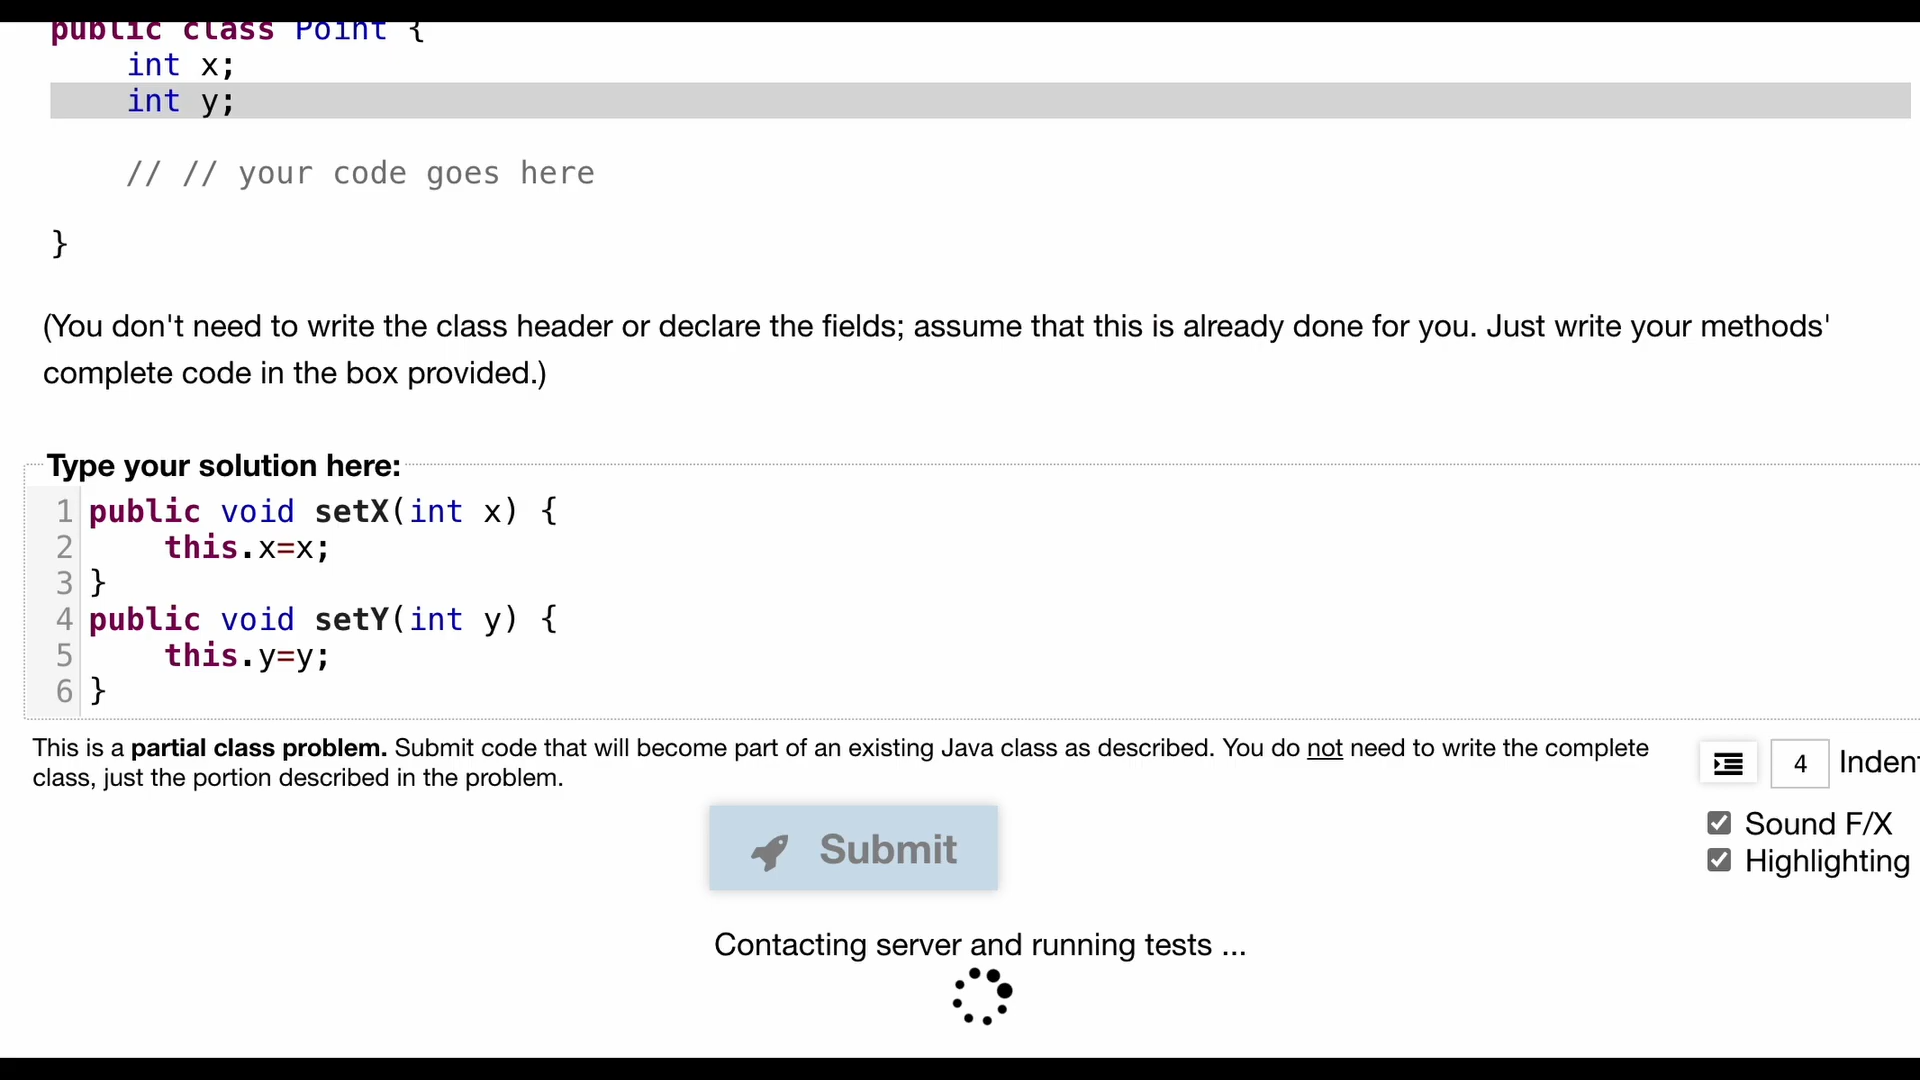 public class Point {
    int x;
    int y;
    // // your code goes here
}
(You don't need to write the class header or declare the fields; assume that this is already done for you. Just write your methods'
complete code in the box provided.)
Type your solution here:
1 public void setX(int x) {
2     this.x=x;
3 }
4 public void setY(int y) {
5     this.y=y;
6 }
This is a partial class problem. Submit code that will become part of an existing Java class as described. You do not need to write the complete
class, just the portion described in the problem.
4 Indent
Sound F/X
Highlighting
Submit
Contacting server and running tests ...